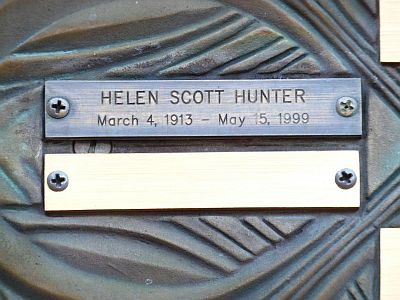 HELEN SCOTT HUNTER
March 4, 1913 – May 15, 1999